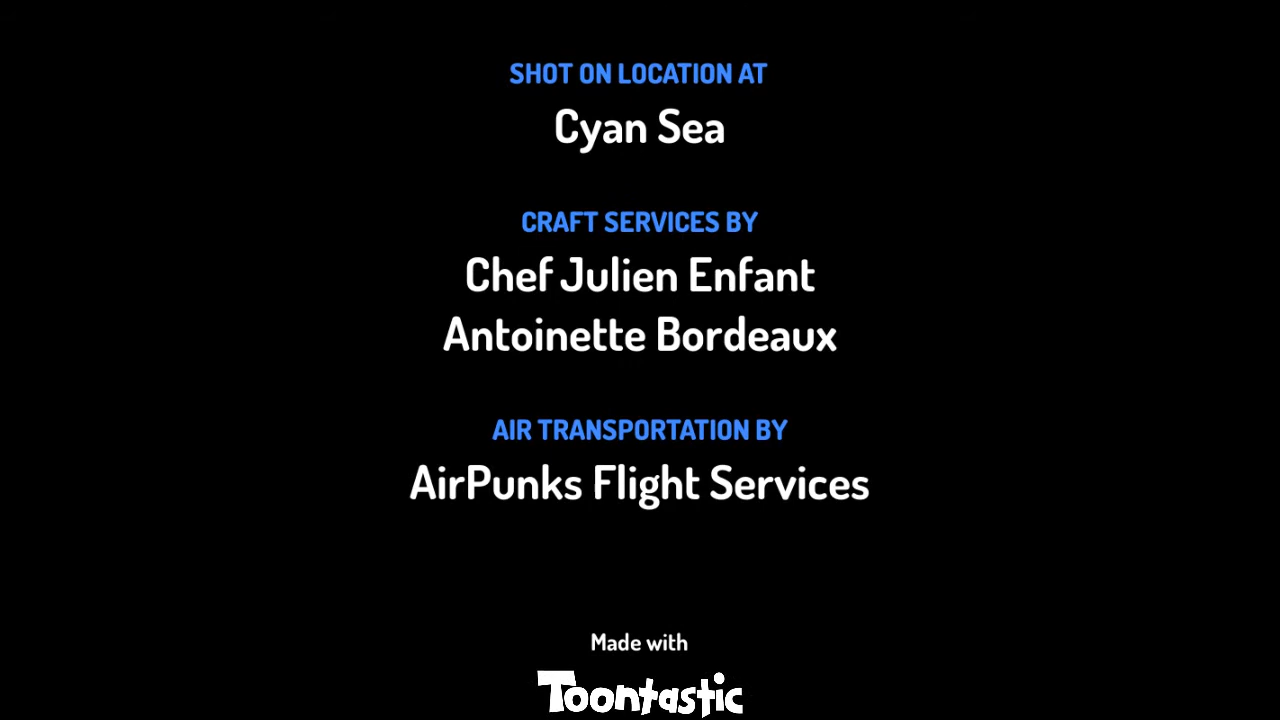 SHOT ON LOCATION AT
Cyan Sea
CRAFT SERVICES BY
Chef Julien Enfant
Antoinette Bordeaux
AIR TRANSPORTATION BY
AirPunks Flight Services
Made with
Toontastic